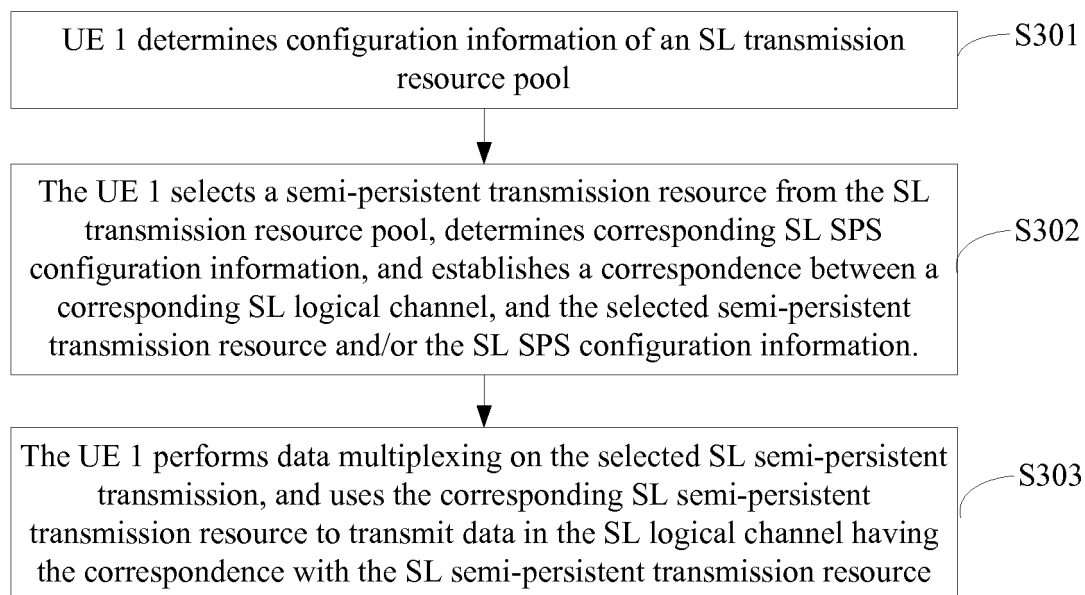 UE 1 determines configuration information of an SL transmission
resource pool
S301
The UE 1 selects a semi-persistent transmission resource from the SL
transmission resource pool, determines corresponding SL SPS
configuration information, and establishes a correspondence between a
corresponding SL logical channel, and the selected semi-persistent
transmission resource and/or the SL SPS configuration information.
S302
The UE 1 performs data multiplexing on the selected SL semi-persistent
transmission, and uses the corresponding SL semi-persistent
transmission resource to transmit data in the SL logical channel having
the correspondence with the SL semi-persistent transmission resource
S303